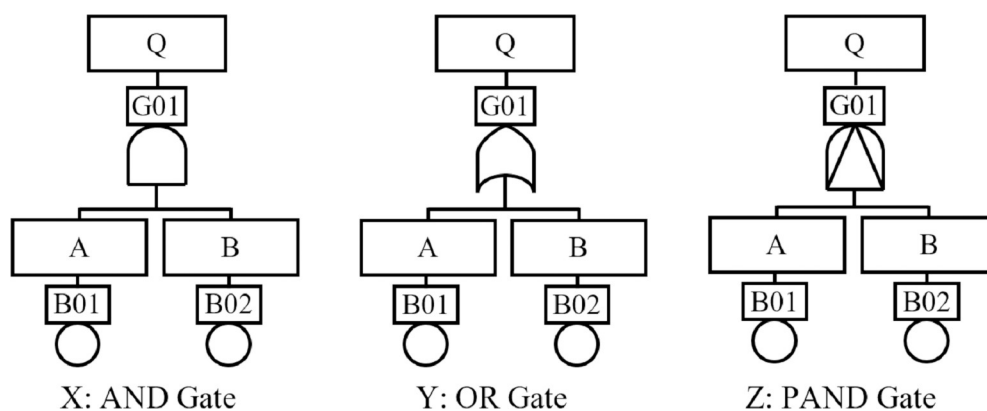 Q Q Q
G01 G01 G01
A B A B A B
B01 B02 B01 B02 B01 B02
X: AND Gate Y: OR Gate Z: PAND Gate